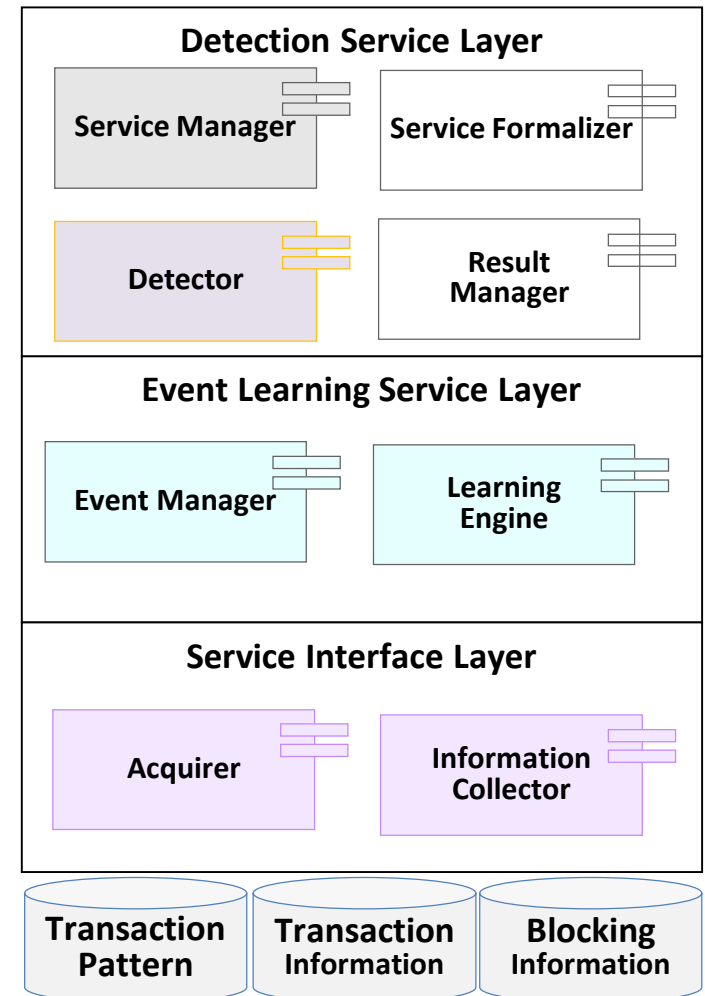 Detection Service Layer
Service Manager
Service Formalizer
Detector
Result
Manager
Event Learning Service Layer
Event Manager
Learning
Engine
Service Interface Layer
Acquirer
Information
Collector
Transaction
Pattern
Transaction
Information
Blocking
Information